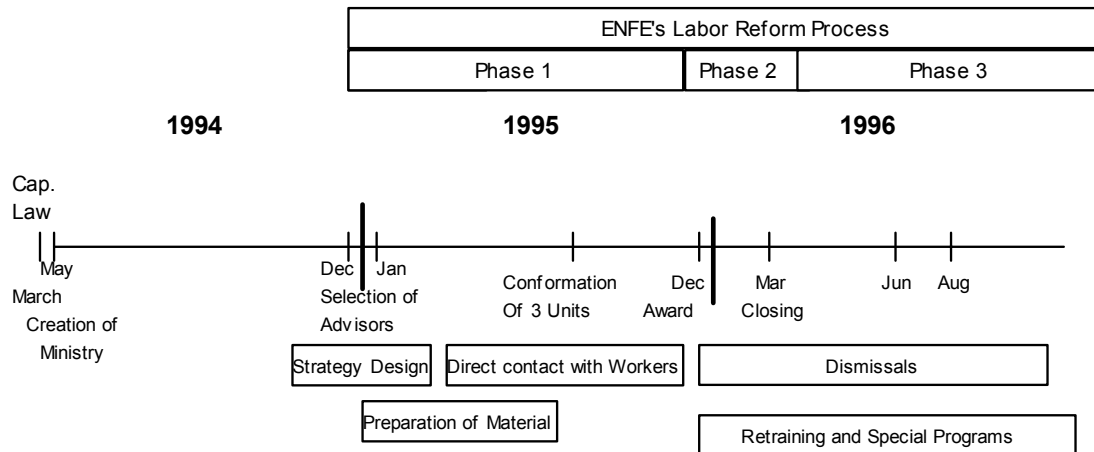 ENFE's Labor Reform Process
Phase 1 Phase 2 Phase 3
1994 1995 1996
Cap.
Law
May Dec Jan Conformation Dec Mar Jun Aug
March Selection of Of 3 Units Award Closing
Creation of Advisors
Ministry
Strategy Design Direct contact with Workers Dismissals
Preparation of Material Retraining and Special Programs